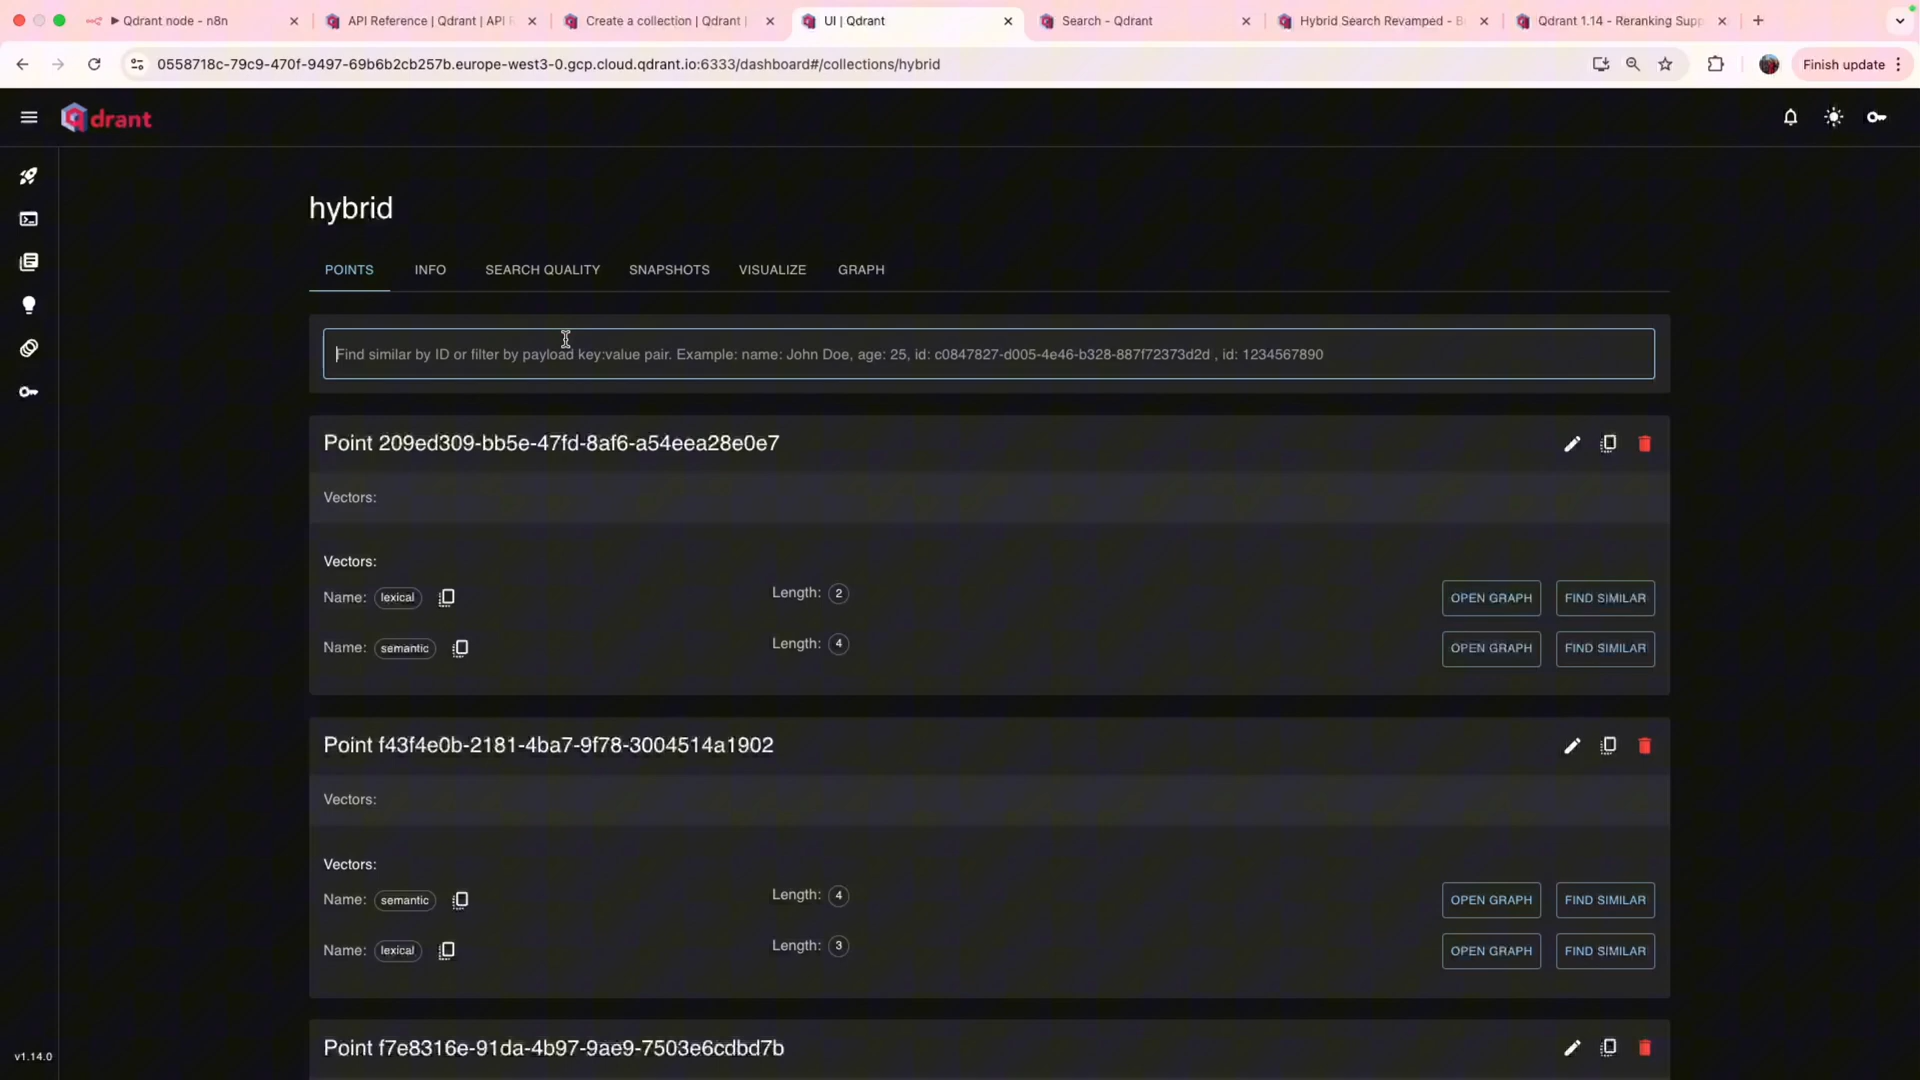 Qdrant node - n8n
API Reference | Qdrant | API R
Create a collection | Qdrant |
UI | Qdrant
Search - Qdrant
Hybrid Search Revamped - B
Qdrant 1.14 - Reranking Supp
0558718c-79c9-470f-9497-69b6b2cb257b.europe-west3-0.gcp.cloud.qdrant.io:6333/dashboard#/collections/hybrid
Finish update
qdrant
hybrid
POINTS
INFO
SEARCH QUALITY
SNAPSHOTS
VISUALIZE
GRAPH
Find similar by ID or filter by payload key:value pair. Example: name: John Doe, age: 25, id: c0847827-d005-4e46-b328-887f72373d2d , id: 1234567890
Point 209ed309-bb5e-47fd-8af6-a54eea28e0e7
Vectors:
Vectors:
Name: lexical
Length: 2
OPEN GRAPH
FIND SIMILAR
Name: semantic
Length: 4
OPEN GRAPH
FIND SIMILAR
Point f43f4e0b-2181-4ba7-9f78-3004514a1902
Vectors:
Vectors:
Name: semantic
Length: 4
OPEN GRAPH
FIND SIMILAR
Name: lexical
Length: 3
OPEN GRAPH
FIND SIMILAR
Point f7e8316e-91da-4b97-9ae9-7503e6cdbd7b
v1.14.0